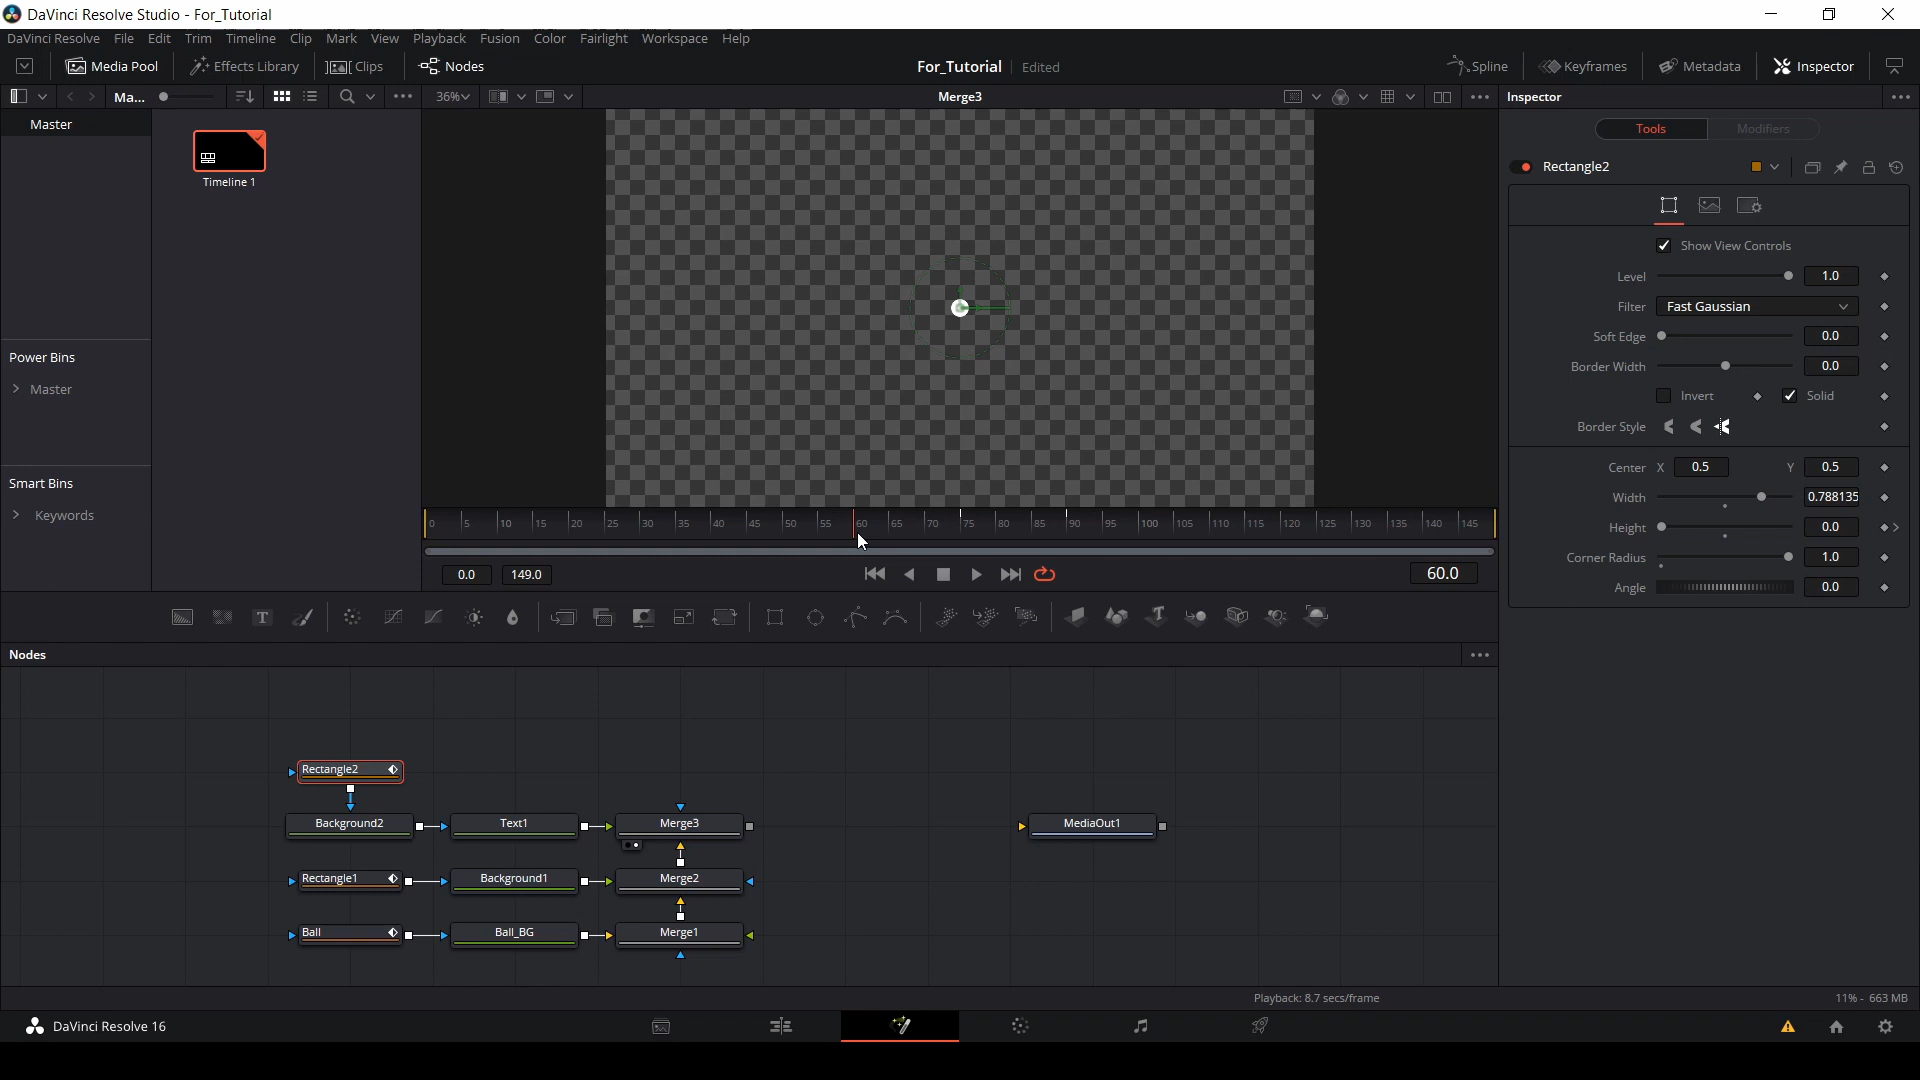 DaVinci Resolve Studio - For_Tutorial
DaVinci Resolve File Edit Trim Timeline Clip Mark View Playback Fusion Color Fairlight Workspace Help
Media Pool Effects Library Clips Nodes For_Tutorial Edited Spline Keyframes Metadata Inspector
Ma... 36% Merge3 Inspector
Master
Timeline 1
Power Bins
Master
Smart Bins
Keywords
Tools Modifiers
Rectangle2
Show View Controls
Level 1.0
Filter Fast Gaussian
Soft Edge 0.0
Border Width 0.0
Invert Solid
Border Style
Center X 0.5 Y 0.5
Width 0.788135
Height 0.0
Corner Radius 1.0
Angle 0.0
0 5 10 15 20 25 30 35 40 45 50 55 60 65 70 75 80 85 90 95 100 105 110 115 120 125 130 135 140 145
0.0 149.0 60.0
Nodes
Rectangle2
Background2 Text1 Merge3 MediaOut1
Rectangle1 Background1 Merge2
Ball Ball_BG Merge1
Playback: 8.7 secs/frame 11% - 663 MB
DaVinci Resolve 16